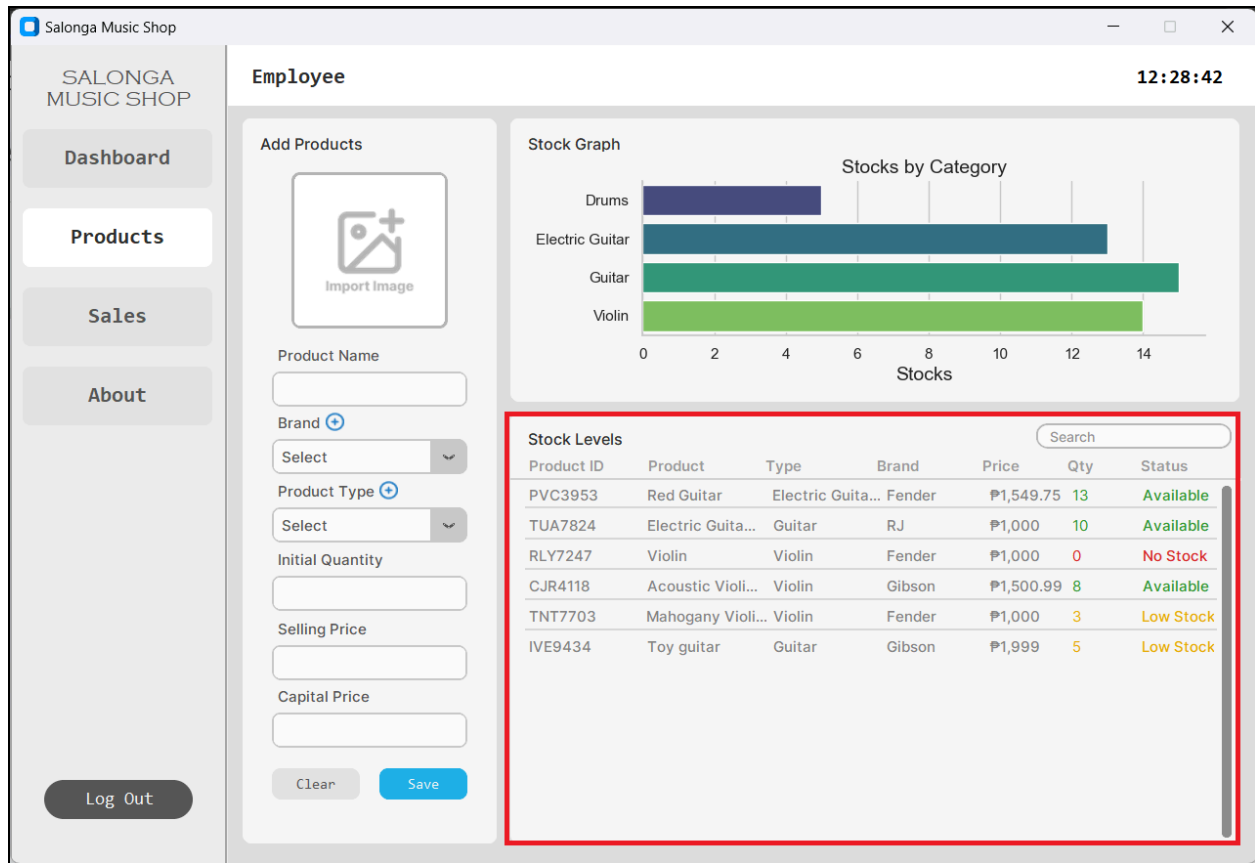 Salonga Music Shop
SALONGA
MUSIC SHOP
Dashboard
Products
Sales
About
Log Out
Employee
12:28:42
Add Products
Import Image
Product Name
Brand
Select
Product Type
Select
Initial Quantity
Selling Price
Capital Price
Clear Save
Stock Graph
Stocks by Category
Drums
Electric Guitar
Guitar
Violin
0 2 4 6 8 10 12 14
Stocks
Stock Levels
Search
Product ID Product Type Brand Price Qty Status
PVC3953 Red Guitar Electric Guita... Fender ₱1,549.75 13 Available
TUA7824 Electric Guita... Guitar RJ ₱1,000 10 Available
RLY7247 Violin Violin Fender ₱1,000 0 No Stock
CJR4118 Acoustic Violi... Violin Gibson ₱1,500.99 8 Available
TNT7703 Mahogany Violi... Violin Fender ₱1,000 3 Low Stock
IVE9434 Toy guitar Guitar Gibson ₱1,999 5 Low Stock